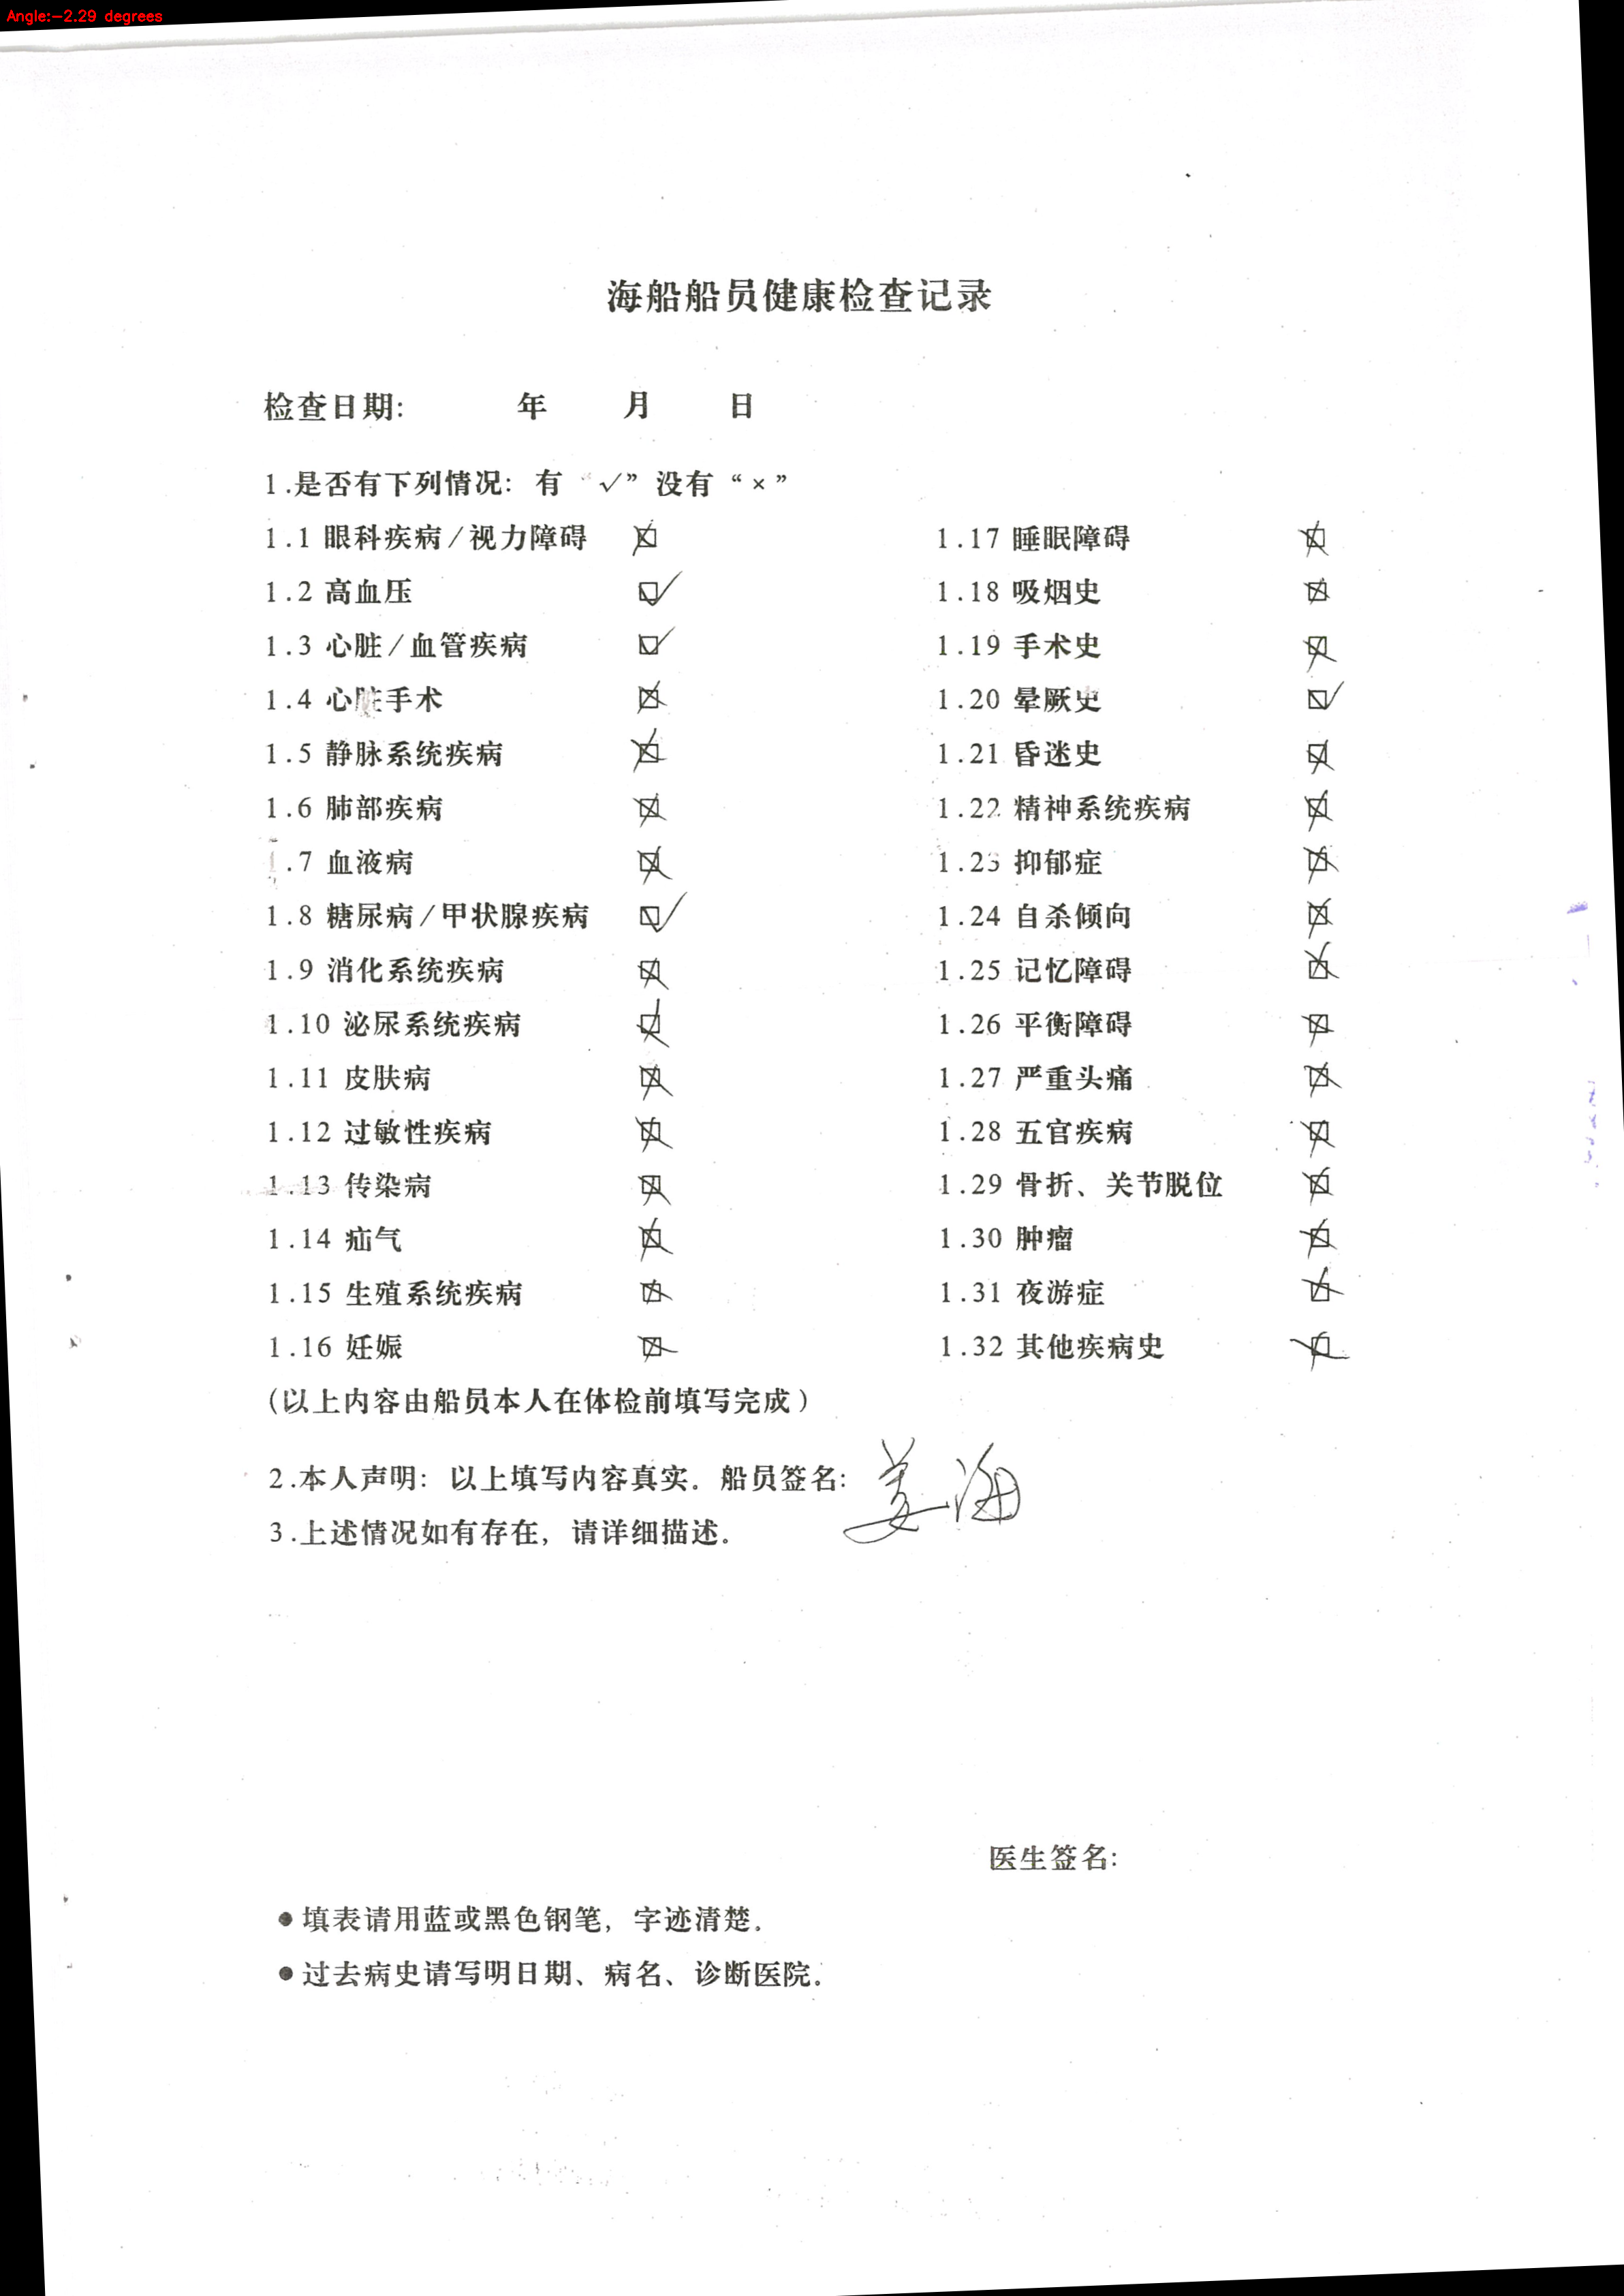 Angle:-2.29 degrees
海船船员健康检查记录
检查日期: 年 月 日
1.是否有下列情况: 有 “√” 没有 “×”
1.1 眼科疾病/视力障碍 ☒ 1.17 睡眠障碍 ☒
1.2 高血压 ☑ 1.18 吸烟史 ☒
1.3 心脏/血管疾病 ☑ 1.19 手术史 ☒
1.4 心脏手术 ☒ 1.20 晕厥史 ☑
1.5 静脉系统疾病 ☒ 1.21 昏迷史 ☒
1.6 肺部疾病 ☒ 1.22 精神系统疾病 ☒
1.7 血液病 ☒ 1.23 抑郁症 ☒
1.8 糖尿病/甲状腺疾病 ☑ 1.24 自杀倾向 ☒
1.9 消化系统疾病 ☒ 1.25 记忆障碍 ☒
1.10 泌尿系统疾病 ☒ 1.26 平衡障碍 ☒
1.11 皮肤病 ☒ 1.27 严重头痛 ☒
1.12 过敏性疾病 ☒ 1.28 五官疾病 ☒
1.13 传染病 ☒ 1.29 骨折、关节脱位 ☒
1.14 疝气 ☒ 1.30 肿瘤 ☒
1.15 生殖系统疾病 ☒ 1.31 夜游症 ☒
1.16 妊娠 ☒ 1.32 其他疾病史 ☒
(以上内容由船员本人在体检前填写完成)
2.本人声明: 以上填写内容真实. 船员签名: 姜海
3.上述情况如有存在, 请详细描述.
医生签名:
●填表请用蓝或黑色钢笔, 字迹清楚.
●过去病史请写明日期、病名、诊断医院.